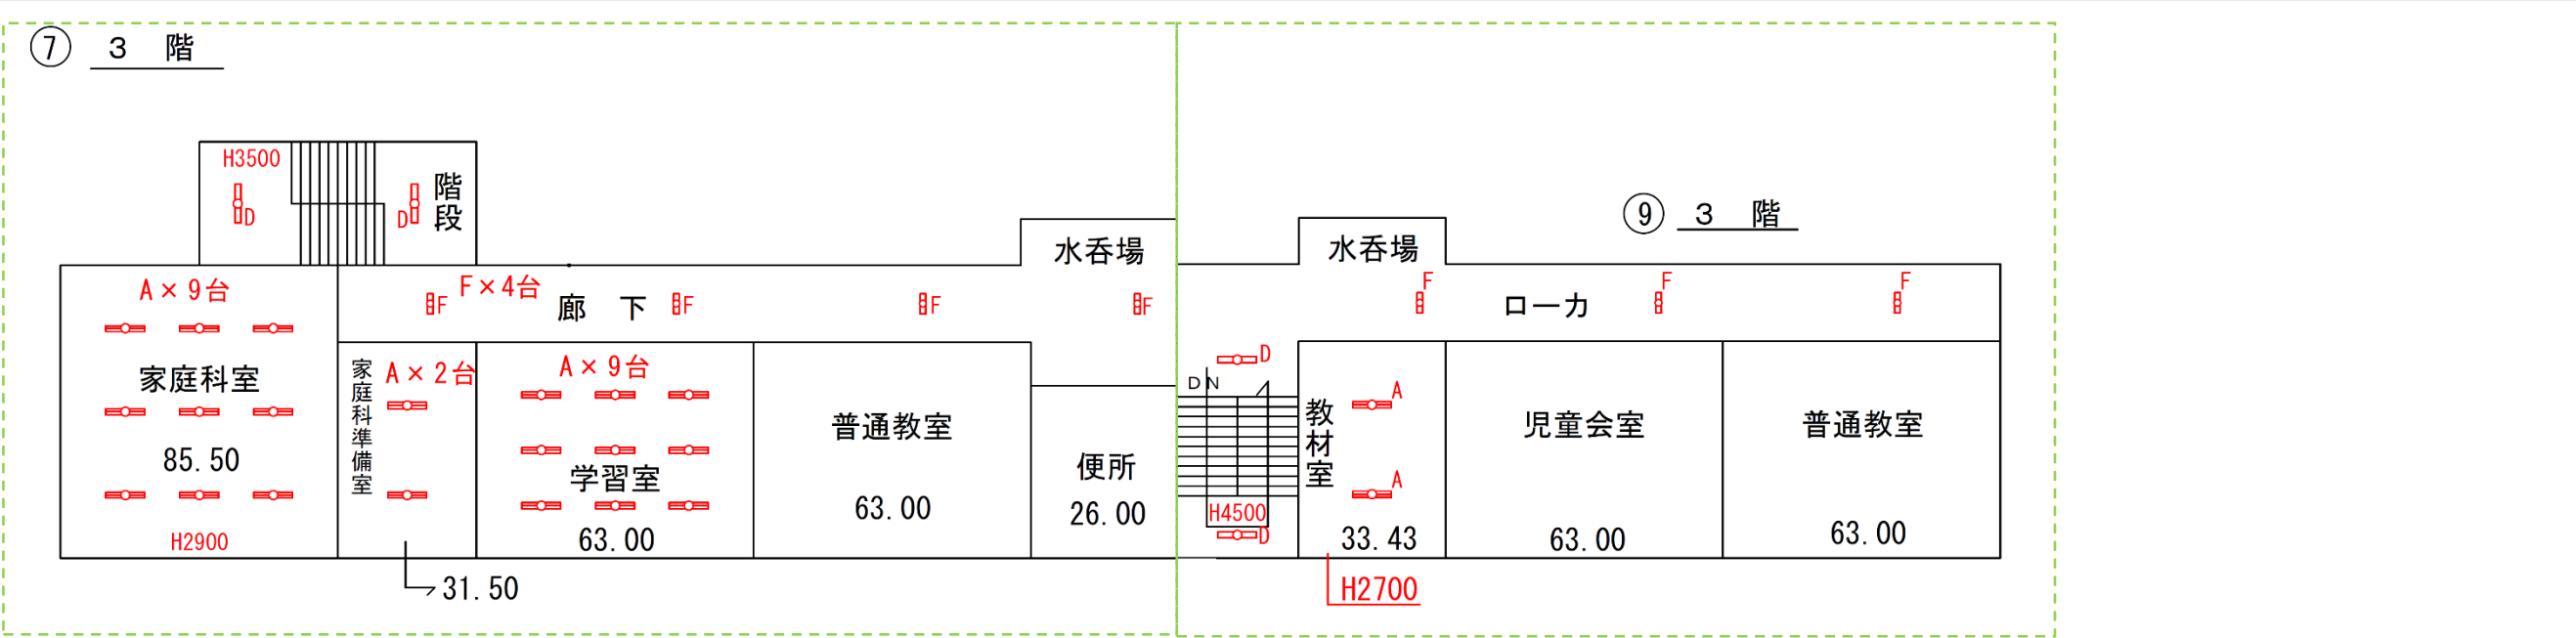 ⑦ 3 階
H3500
D
D
階段
A×9台
家庭科室
85.50
H2900
F×4台
F
廊 下
F
F
F
水呑場
家庭科準備室
A×2台
31.50
A×9台
学習室
63.00
普通教室
63.00
便所
26.00
⑨ 3 階
水呑場
F
ローカ
F
F
D
DN
H4500
D
教材室
A
A
33.43
H2700
児童会室
63.00
普通教室
63.00